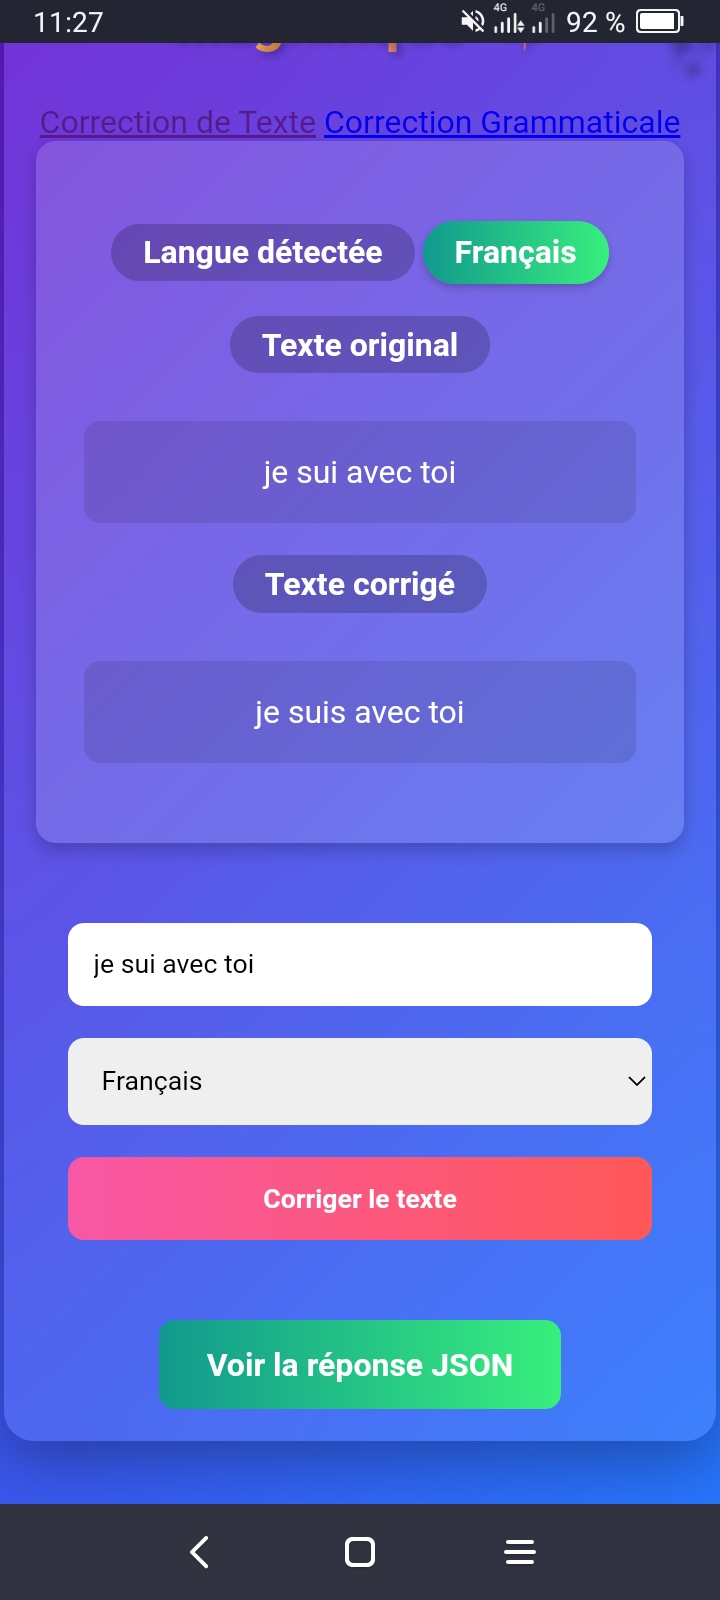 11:27
4G 4G 92 %
Correction de Texte Correction Grammaticale
Langue détectée Français
Texte original
je sui avec toi
Texte corrigé
je suis avec toi
je sui avec toi
Français
Corriger le texte
Voir la réponse JSON